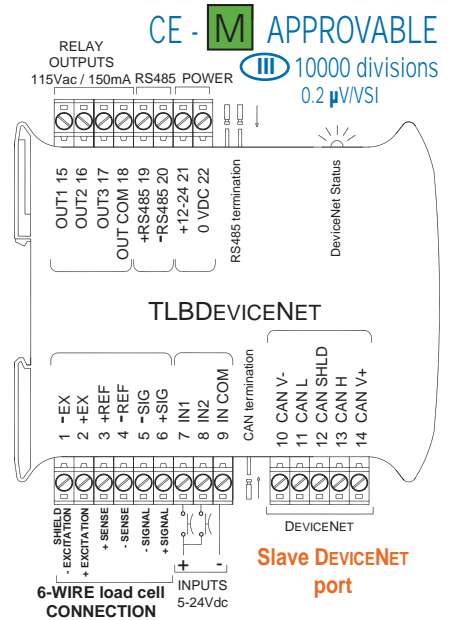 CE - M APPROVABLE
III 10000 divisions
0.2 µV/VSI
RELAY
OUTPUTS
115Vac / 150mA RS485 POWER
OUT1 15
OUT2 16
OUT3 17
OUT COM 18
+RS485 19
-RS485 20
+12-24 21
0 VDC 22
RS485 termination
DeviceNet Status
TLBDEVICENET
1 -EX
2 +EX
3 +REF
4 -REF
5 -SIG
6 +SIG
7 IN1
8 IN2
9 IN COM
CAN termination
10 CAN V-
11 CAN L
12 CAN SHLD
13 CAN H
14 CAN V+
SHIELD
- EXCITATION
+ EXCITATION
+ SENSE
- SENSE
- SIGNAL
+ SIGNAL
+ -
6-WIRE load cell
CONNECTION
INPUTS
5-24Vdc
DEVICENET
Slave DEVICENET
port